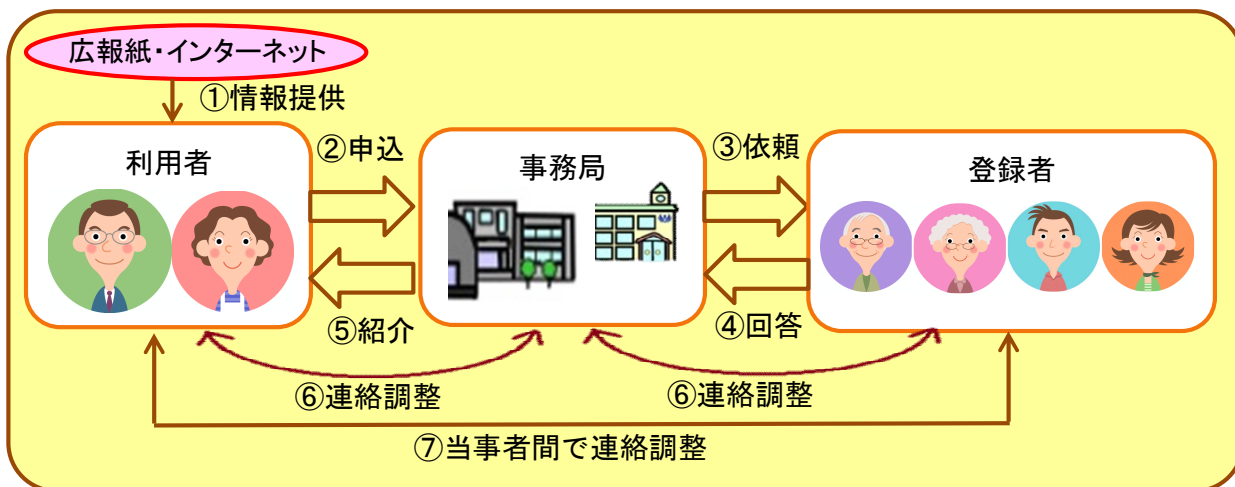 広報紙・インターネット
①情報提供
利用者
②申込
事務局
③依頼
登録者
⑤紹介
④回答
⑥連絡調整
⑥連絡調整
⑦当事者間で連絡調整